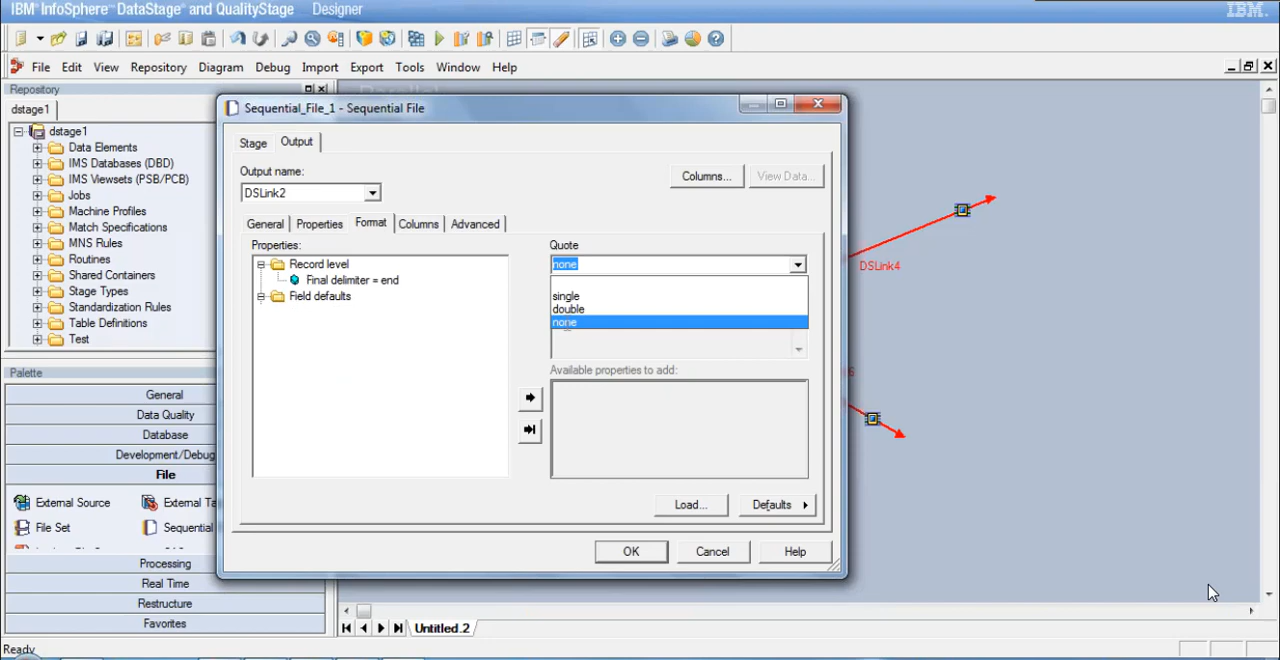 IBM® InfoSphere™ DataStage® and QualityStage Designer
IBM.
File Edit View Repository Diagram Debug Import Export Tools Window Help
Repository
dstage1
dstage1
Data Elements
IMS Databases (DBD)
IMS Viewsets (PSB/PCB)
Jobs
Machine Profiles
Match Specifications
MNS Rules
Routines
Shared Containers
Stage Types
Standardization Rules
Table Definitions
Test
Palette
General
Data Quality
Database
Development/Debug
File
External Source
External Ta
File Set
Sequential
Processing
Real Time
Restructure
Favorites
Sequential_File_1 - Sequential File
Stage Output
Output name:
DSLink2
Columns...
View Data...
General Properties Format Columns Advanced
Properties:
Record level
Final delimiter = end
Field defaults
Quote
none
single
double
none
Available properties to add:
Load...
Defaults
OK
Cancel
Help
DSLink4
6
Untitled.2
Ready